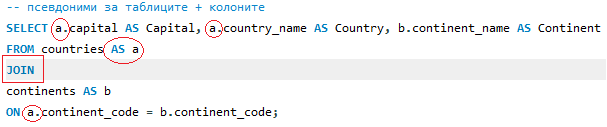 -- псевдоними за таблиците + колоните
SELECT a.capital AS Capital, a.country_name AS Country, b.continent_name AS Continent
FROM countries AS a
JOIN
continents AS b
ON a.continent_code = b.continent_code;